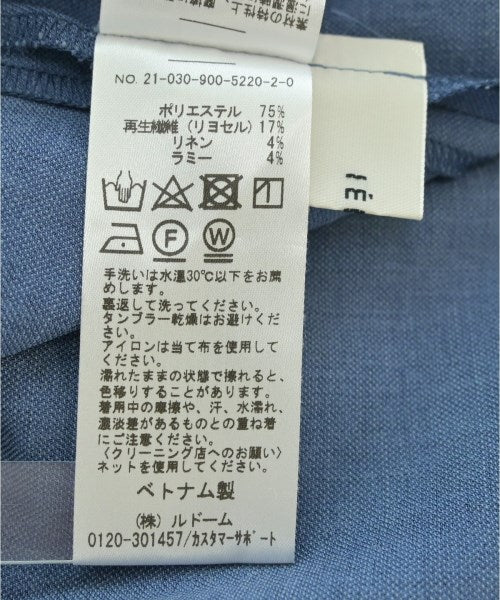 素材の特性上
NO. 21-030-900-5220-2-0
ポリエステル 75%
再生繊維 (リヨセル) 17%
リネン 4%
ラミー 4%
F W
手洗いは水温30℃以下をお薦
めします。
裏返して洗ってください。
タンブラー乾燥はお避けくだ
さい。
アイロンは当て布を使用して
ください。
濡れたままの状態で擦れると、
色移りすることがあります。
着用中の摩擦や、汗、水濡れ、
濃淡差があるものとの重ね着
にご注意ください。
〈クリーニング店へのお願い〉
ネットを使用してください。
ベトナム製
(株) ルドーム
0120-301457/カスタマーサポート